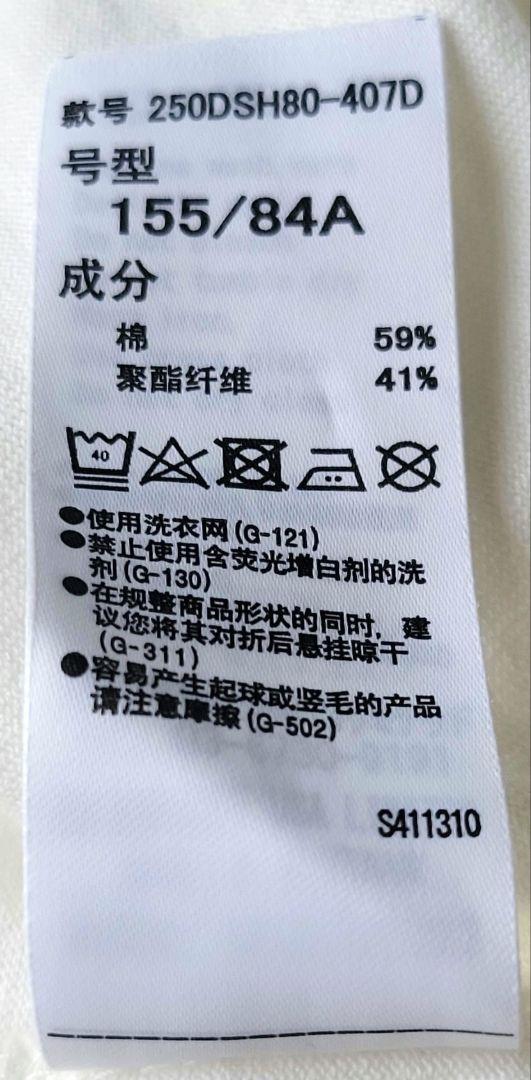 款号 250DSH80-407D
号型
155/84A
成分
棉 59%
聚酯纤维 41%
40
●使用洗衣网(G-121)
●禁止使用含荧光增白剂的洗
剂(G-130)
●在规整商品形状的同时，建
议您将其对折后悬挂晾干
(G-311)
●容易产生起球或竖毛的产品
请注意摩擦(G-502)
S411310